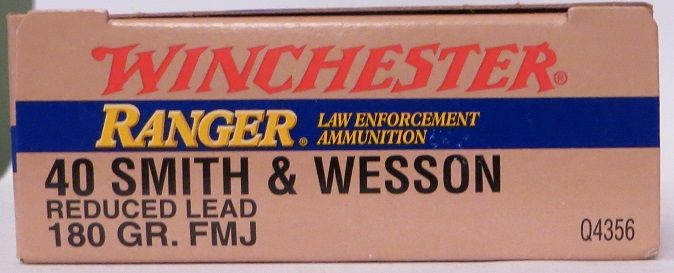 WINCHESTER®
RANGER® LAW ENFORCEMENT
AMMUNITION
40 SMITH & WESSON
REDUCED LEAD
180 GR. FMJ Q4356